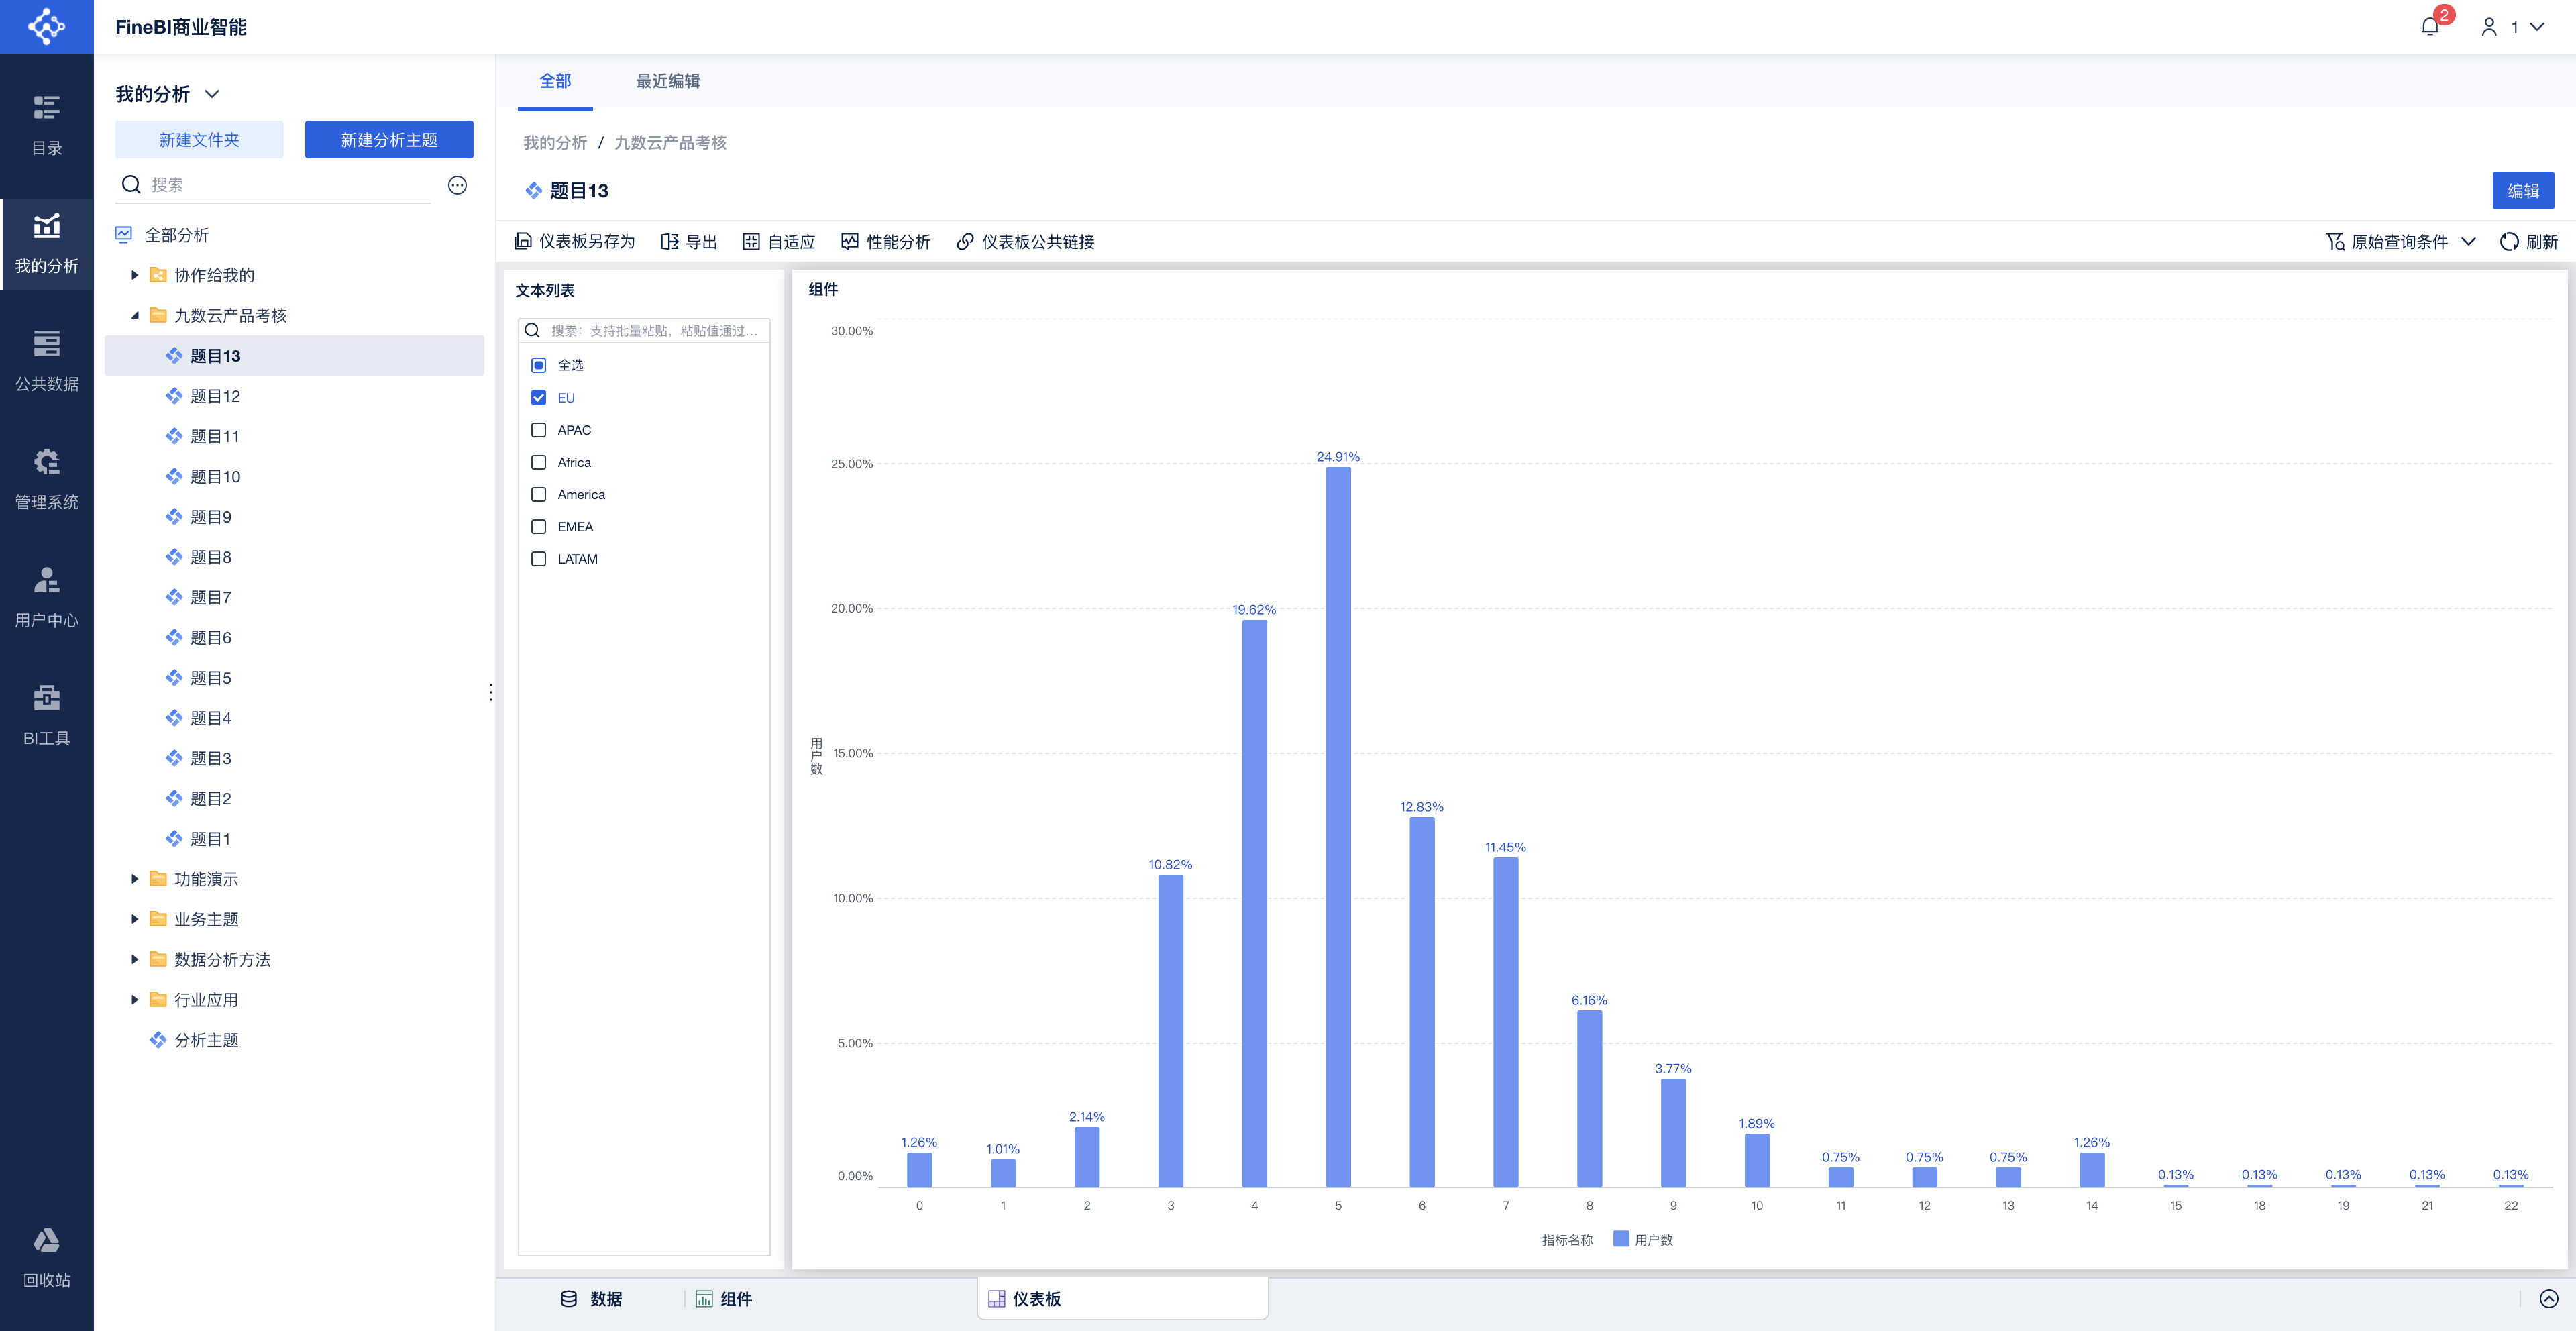 FineBI商业智能
2
1
目录
我的分析
公共数据
管理系统
用户中心
BI工具
回收站
我的分析
新建文件夹
新建分析主题
搜索
全部分析
协作给我的
九数云产品考核
题目13
题目12
题目11
题目10
题目9
题目8
题目7
题目6
题目5
题目4
题目3
题目2
题目1
功能演示
业务主题
数据分析方法
行业应用
分析主题
全部 最近编辑
我的分析 / 九数云产品考核
题目13
编辑
仪表板另存为 导出 自适应 性能分析 仪表板公共链接 原始查询条件 刷新
文本列表
搜索：支持批量粘贴，粘贴值通过...
全选
EU
APAC
Africa
America
EMEA
LATAM
组件
用户数
30.00%
25.00%
20.00%
15.00%
10.00%
5.00%
0.00%
1.26% 1.01% 2.14% 10.82% 19.62% 24.91% 12.83% 11.45% 6.16% 3.77% 1.89% 0.75% 0.75% 0.75% 1.26% 0.13% 0.13% 0.13% 0.13% 0.13%
0 1 2 3 4 5 6 7 8 9 10 11 12 13 14 15 18 19 21 22
指标名称 用户数
数据 组件 仪表板